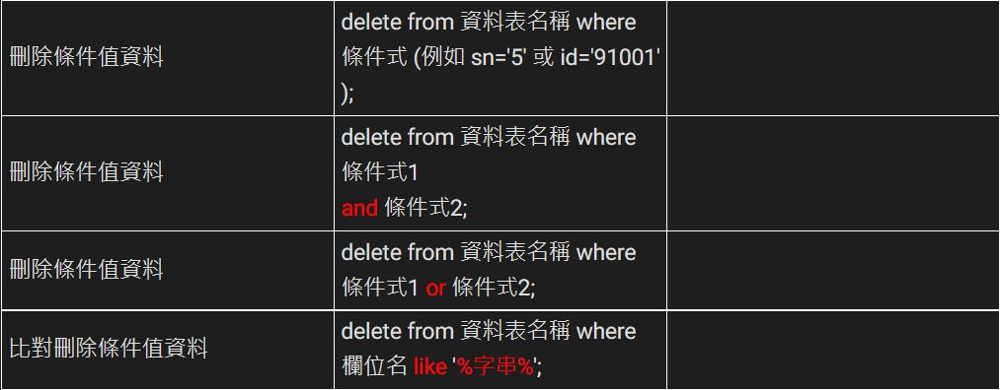 刪除條件值資料
delete from 資料表名稱 where
條件式 (例如 sn='5' 或 id='91001'
);
刪除條件值資料
delete from 資料表名稱 where
條件式1
and 條件式2;
刪除條件值資料
delete from 資料表名稱 where
條件式1 or 條件式2;
比對刪除條件值資料
delete from 資料表名稱 where
欄位名 like '%字串%';